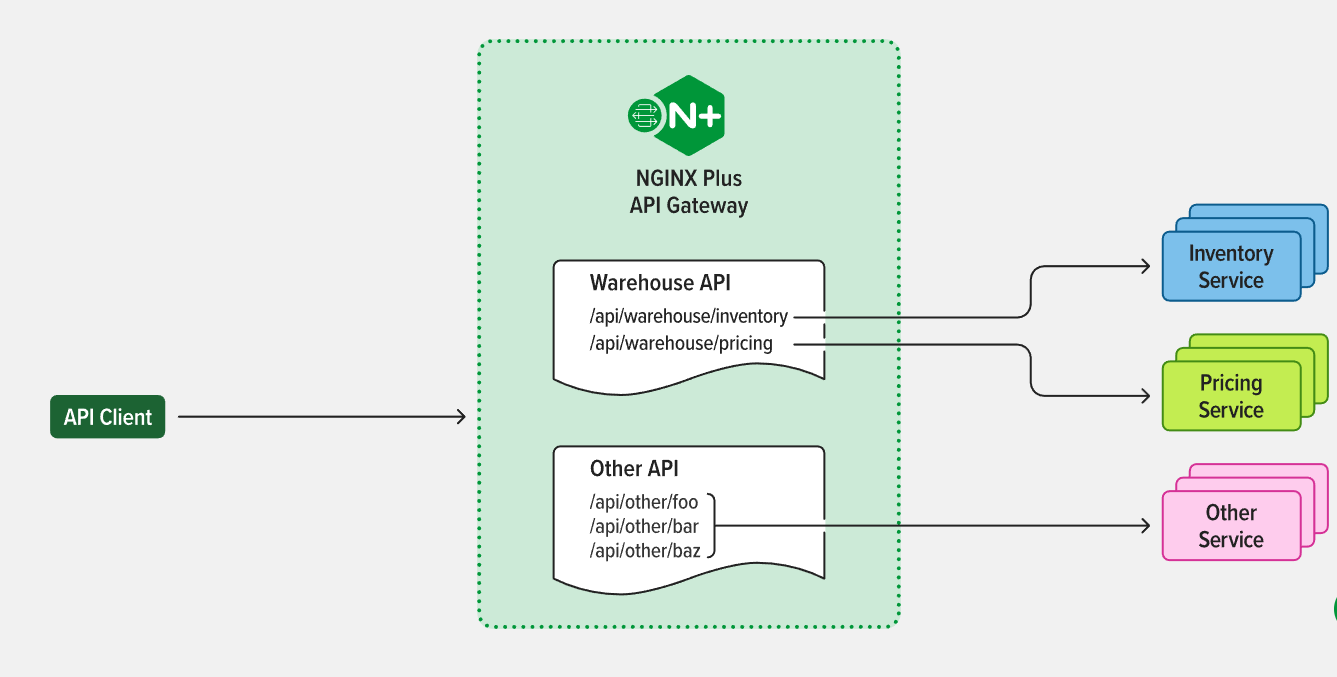 N+
NGINX Plus
API Gateway
Warehouse API
/api/warehouse/inventory
/api/warehouse/pricing
Other API
/api/other/foo
/api/other/bar
/api/other/baz
API Client
Inventory
Service
Pricing
Service
Other
Service